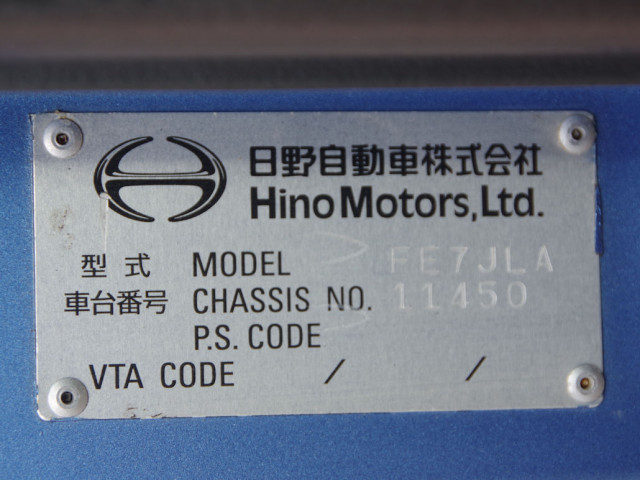 日野自動車株式会社
Hino Motors, Ltd.
型式 MODEL FE7JLA
車台番号 CHASSIS NO. 11450
P.S. CODE
VTA CODE / /